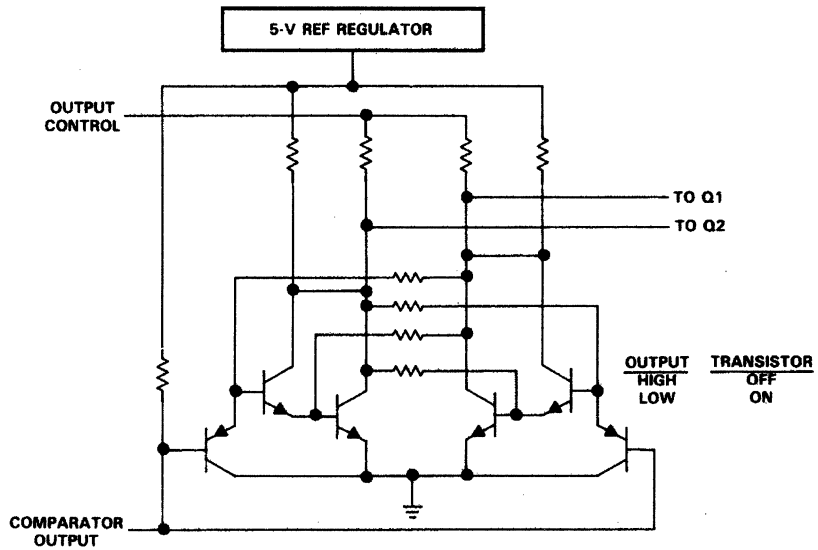 5-V REF REGULATOR
OUTPUT
CONTROL
TO Q1
TO Q2
OUTPUT TRANSISTOR
HIGH OFF
LOW ON
COMPARATOR
OUTPUT